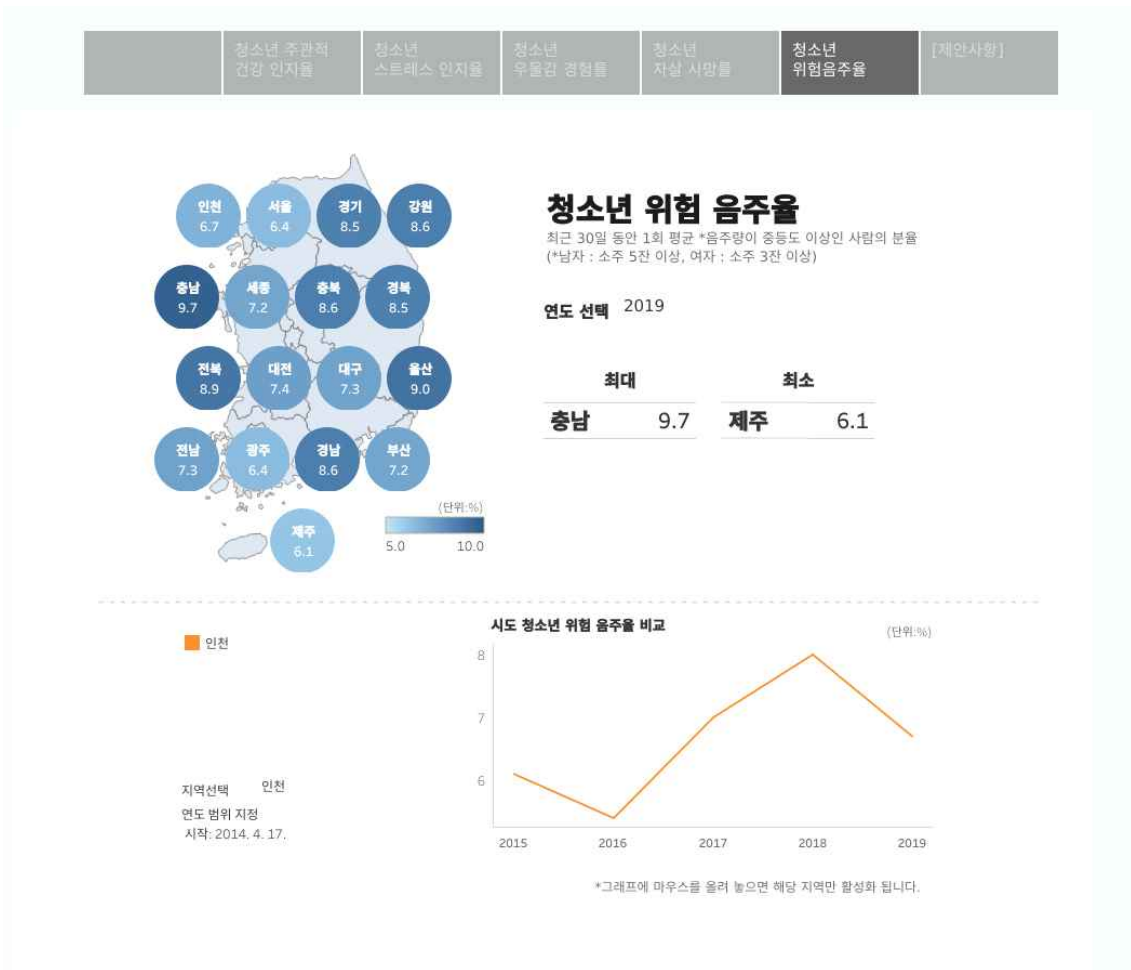 청소년 주관적
건강 인지율
청소년
스트레스 인지율
청소년
우울감 경험률
청소년
자살 사망률
청소년
위험음주율
[제안사항]
인천
6.7
서울
6.4
경기
8.5
강원
8.6
충남
9.7
세종
7.2
충북
8.6
경북
8.5
전북
8.9
대전
7.4
대구
7.3
울산
9.0
전남
7.3
광주
6.4
경남
8.6
부산
7.2
제주
6.1
(단위:%)
5.0 10.0
청소년 위험 음주율
최근 30일 동안 1회 평균 *음주량이 중등도 이상인 사람의 분율
(*남자 : 소주 5잔 이상, 여자 : 소주 3잔 이상)
연도 선택 2019
최대 최소
충남 9.7 제주 6.1
인천
지역선택 인천
연도 범위 지정
시작: 2014. 4. 17.
시도 청소년 위험 음주율 비교
(단위:%)
8
7
6
2015 2016 2017 2018 2019
*그래프에 마우스를 올려 놓으면 해당 지역만 활성화 됩니다.